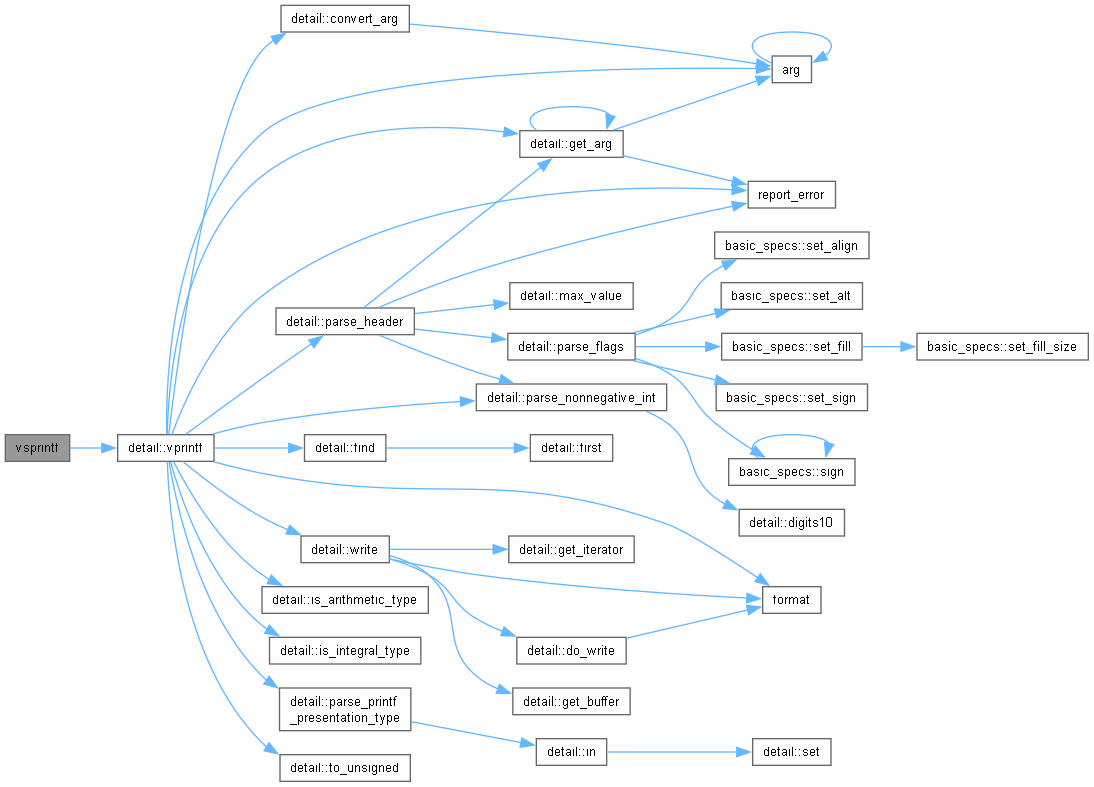 detail::convert_arg
arg
detail::get_arg
report_error
basic_specs::set_align
detail::max_value
basic_specs::set_alt
detail::parse_header
detail::parse_flags
basic_specs::set_fill
basic_specs::set_fill_size
detail::parse_nonnegative_int
basic_specs::set_sign
vsprintf
detail::vprintf
detail::find
detail::first
basic_specs::sign
detail::digits10
detail::write
detail::get_iterator
detail::is_arithmetic_type
format
detail::is_integral_type
detail::do_write
detail::parse_printf
_presentation_type
detail::get_buffer
detail::in
detail::set
detail::to_unsigned